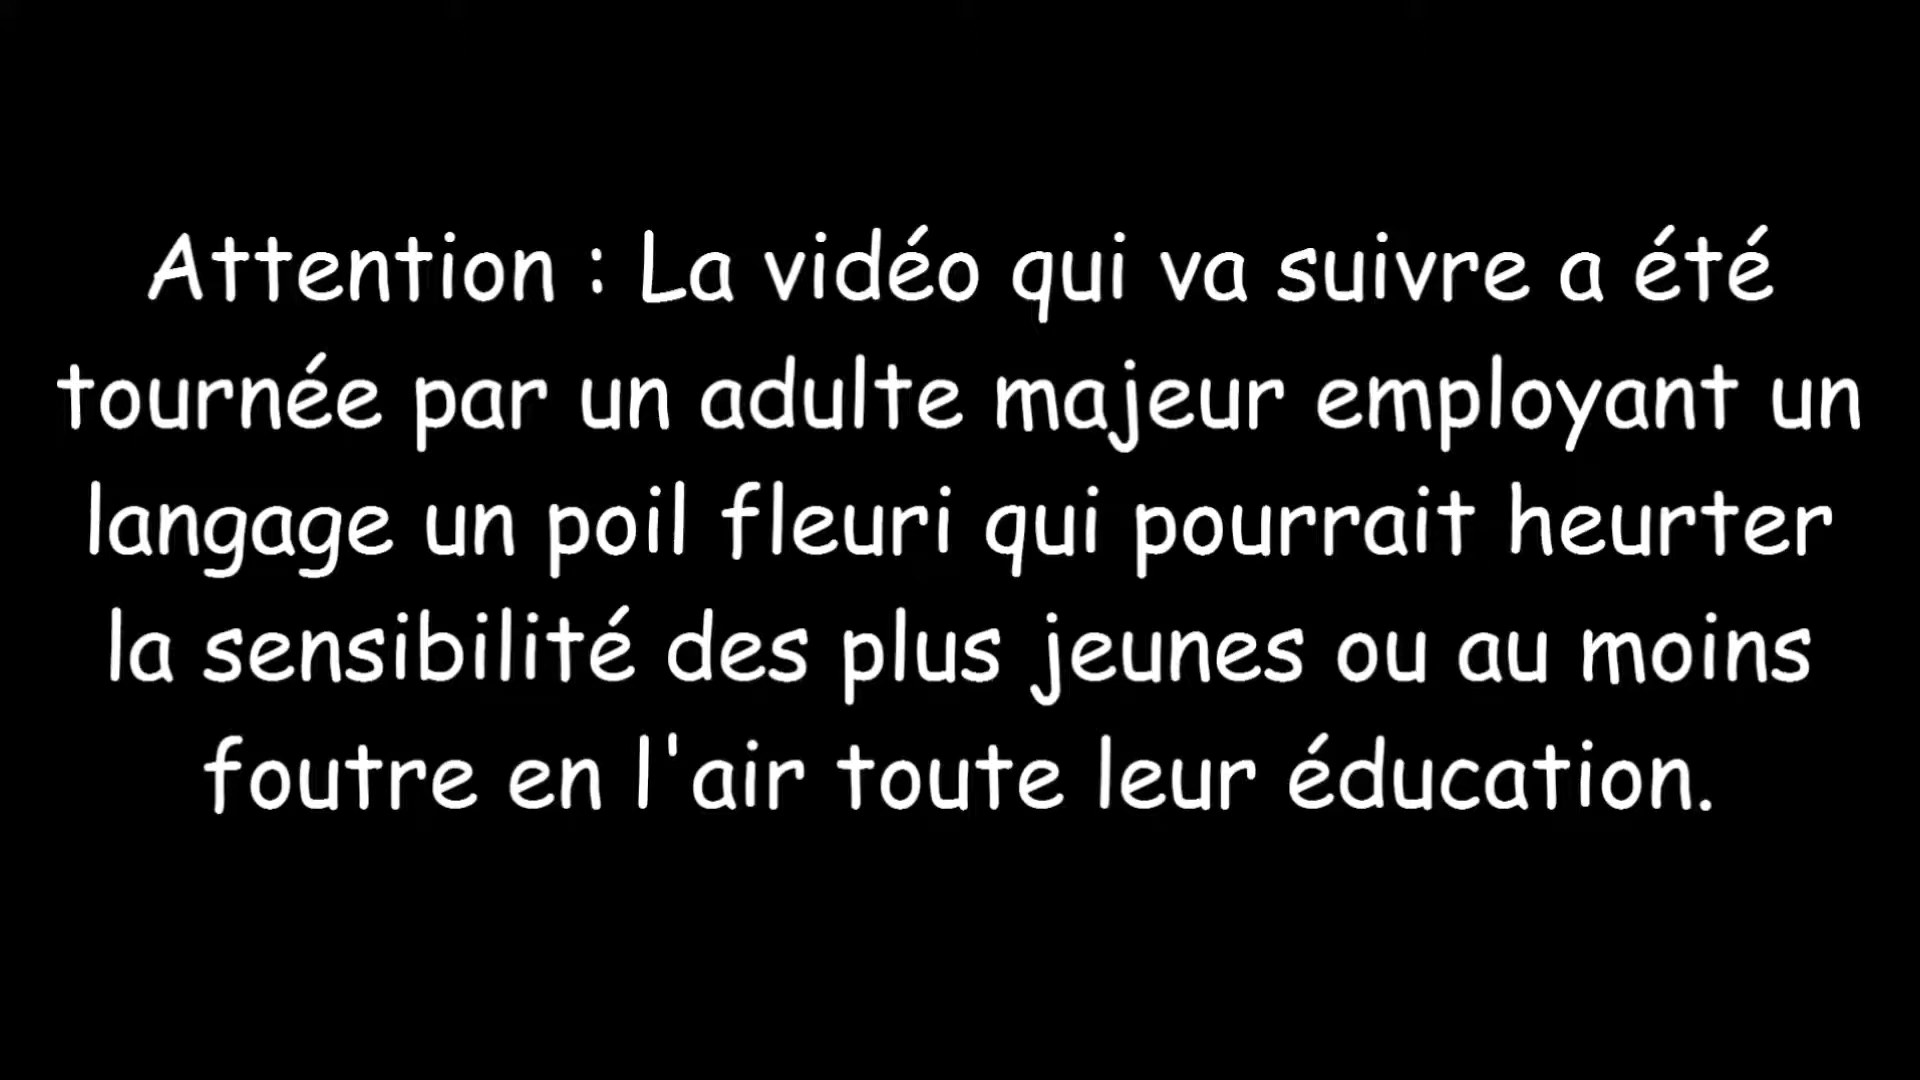 Attention : La vidéo qui va suivre a été
tournée par un adulte majeur employant un
langage un poil fleuri qui pourrait heurter
la sensibilité des plus jeunes ou au moins
foutre en l'air toute leur éducation.